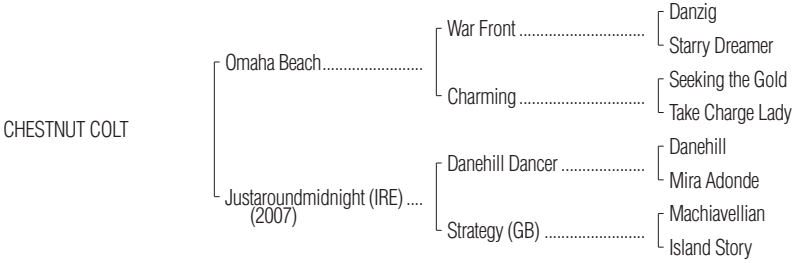 Danzig
War Front ..............................
Starry Dreamer
Omaha Beach........................
Seeking the Gold
Charming ..............................
Take Charge Lady
CHESTNUT COLT
Danehill
Danehill Dancer ....................
Mira Adonde
Justaroundmidnight (IRE) ....
(2007)
Machiavellian
Strategy (GB) ........................
Island Story